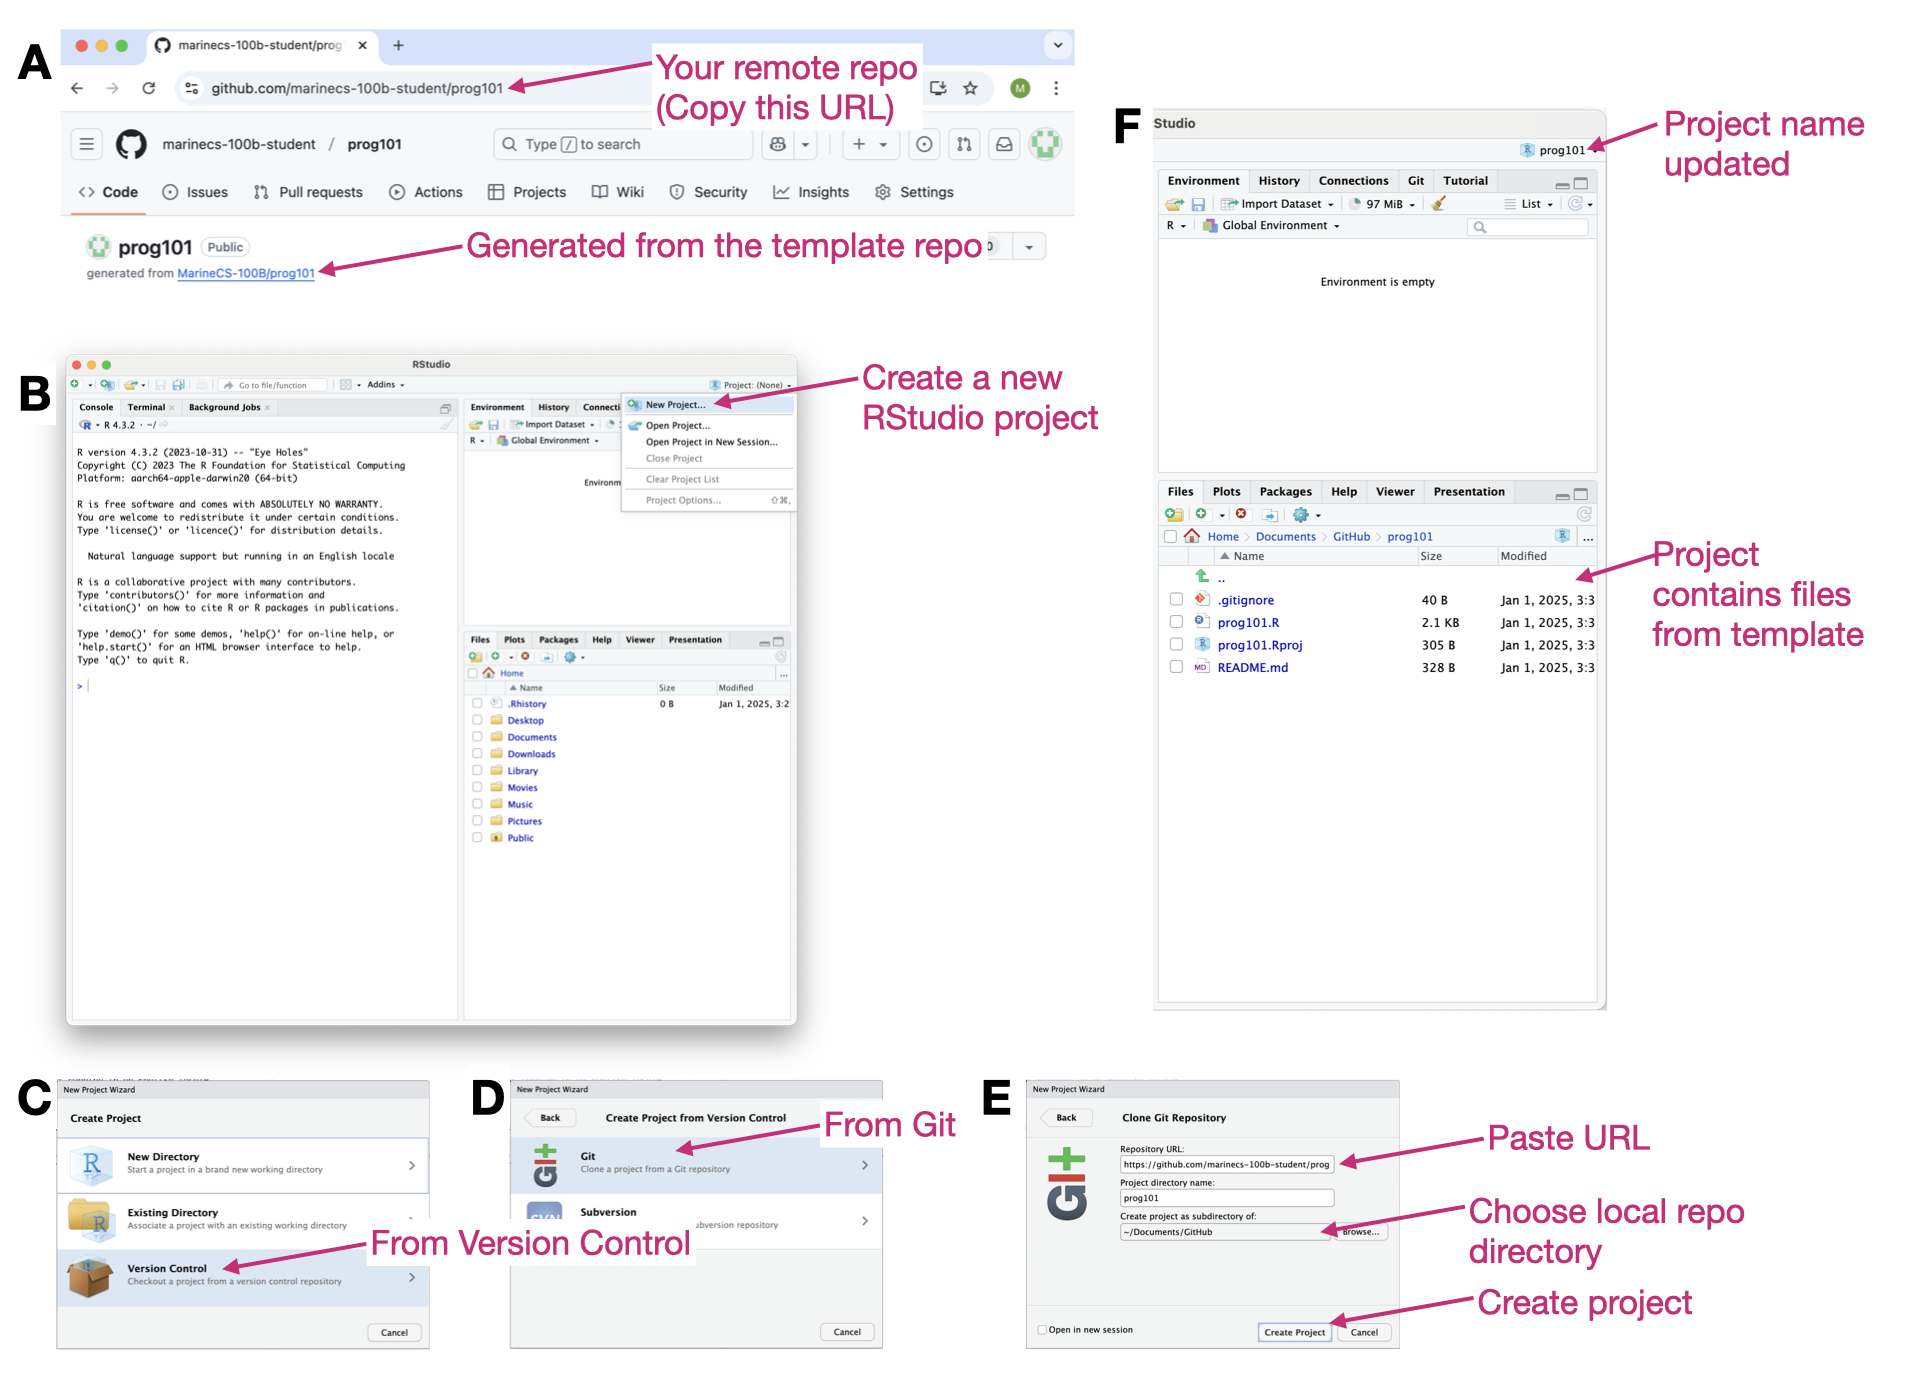 A
marinecs-100b-student/prog
Your remote repo
(Copy this URL)
github.com/marinecs-100b-student/prog101
M
marinecs-100b-student / prog101
Type / to search
Code
Issues
Pull requests
Actions
Projects
Wiki
Security
Insights
Settings
prog101 Public
Generated from the template repo
generated from MarineCS-100B/prog101
B
RStudio
Go to file/function
Addins
Project: (None)
Create a new
RStudio project
Console Terminal Background Jobs
R 4.3.2 · ~/
R version 4.3.2 (2023-10-31) -- "Eye Holes"
Copyright (C) 2023 The R Foundation for Statistical Computing
Platform: aarch64-apple-darwin20 (64-bit)
R is free software and comes with ABSOLUTELY NO WARRANTY.
You are welcome to redistribute it under certain conditions.
Type 'license()' or 'licence()' for distribution details.
Natural language support but running in an English locale
R is a collaborative project with many contributors.
Type 'contributors()' for more information and
'citation()' on how to cite R or R packages in publications.
Type 'demo()' for some demos, 'help()' for on-line help, or
'help.start()' for an HTML browser interface to help.
Type 'q()' to quit R.
>
Environment History Connecti
Import Dataset
R Global Environment
Environm
New Project...
Open Project...
Open Project in New Session...
Close Project
Clear Project List
Project Options... ⇧⌘,
Files Plots Packages Help Viewer Presentation
Home ...
Name Size Modified
.Rhistory 0 B Jan 1, 2025, 3:2
Desktop
Documents
Downloads
Library
Movies
Music
Pictures
Public
C
New Project Wizard
Create Project
New Directory
Start a project in a brand new working directory
Existing Directory
Associate a project with an existing working directory
From Version Control
Version Control
Checkout a project from a version control repository
Cancel
D
New Project Wizard
Back
Create Project from Version Control
From Git
Git
Clone a project from a Git repository
Subversion
ubversion repository
Cancel
E
New Project Wizard
Back
Clone Git Repository
Git
Repository URL:
https://github.com/marinecs-100b-student/prog
Paste URL
Project directory name:
prog101
Create project as subdirectory of:
~/Documents/GitHub
Browse...
Choose local repo
directory
Create project
Open in new session
Create Project
Cancel
F
Studio
prog101
Project name
updated
Environment History Connections Git Tutorial
Import Dataset 97 MiB List
R Global Environment
Environment is empty
Files Plots Packages Help Viewer Presentation
Home Documents GitHub prog101 ...
Name Size Modified
..
.gitignore 40 B Jan 1, 2025, 3:3
prog101.R 2.1 KB Jan 1, 2025, 3:3
prog101.Rproj 305 B Jan 1, 2025, 3:3
README.md 328 B Jan 1, 2025, 3:3
Project
contains files
from template